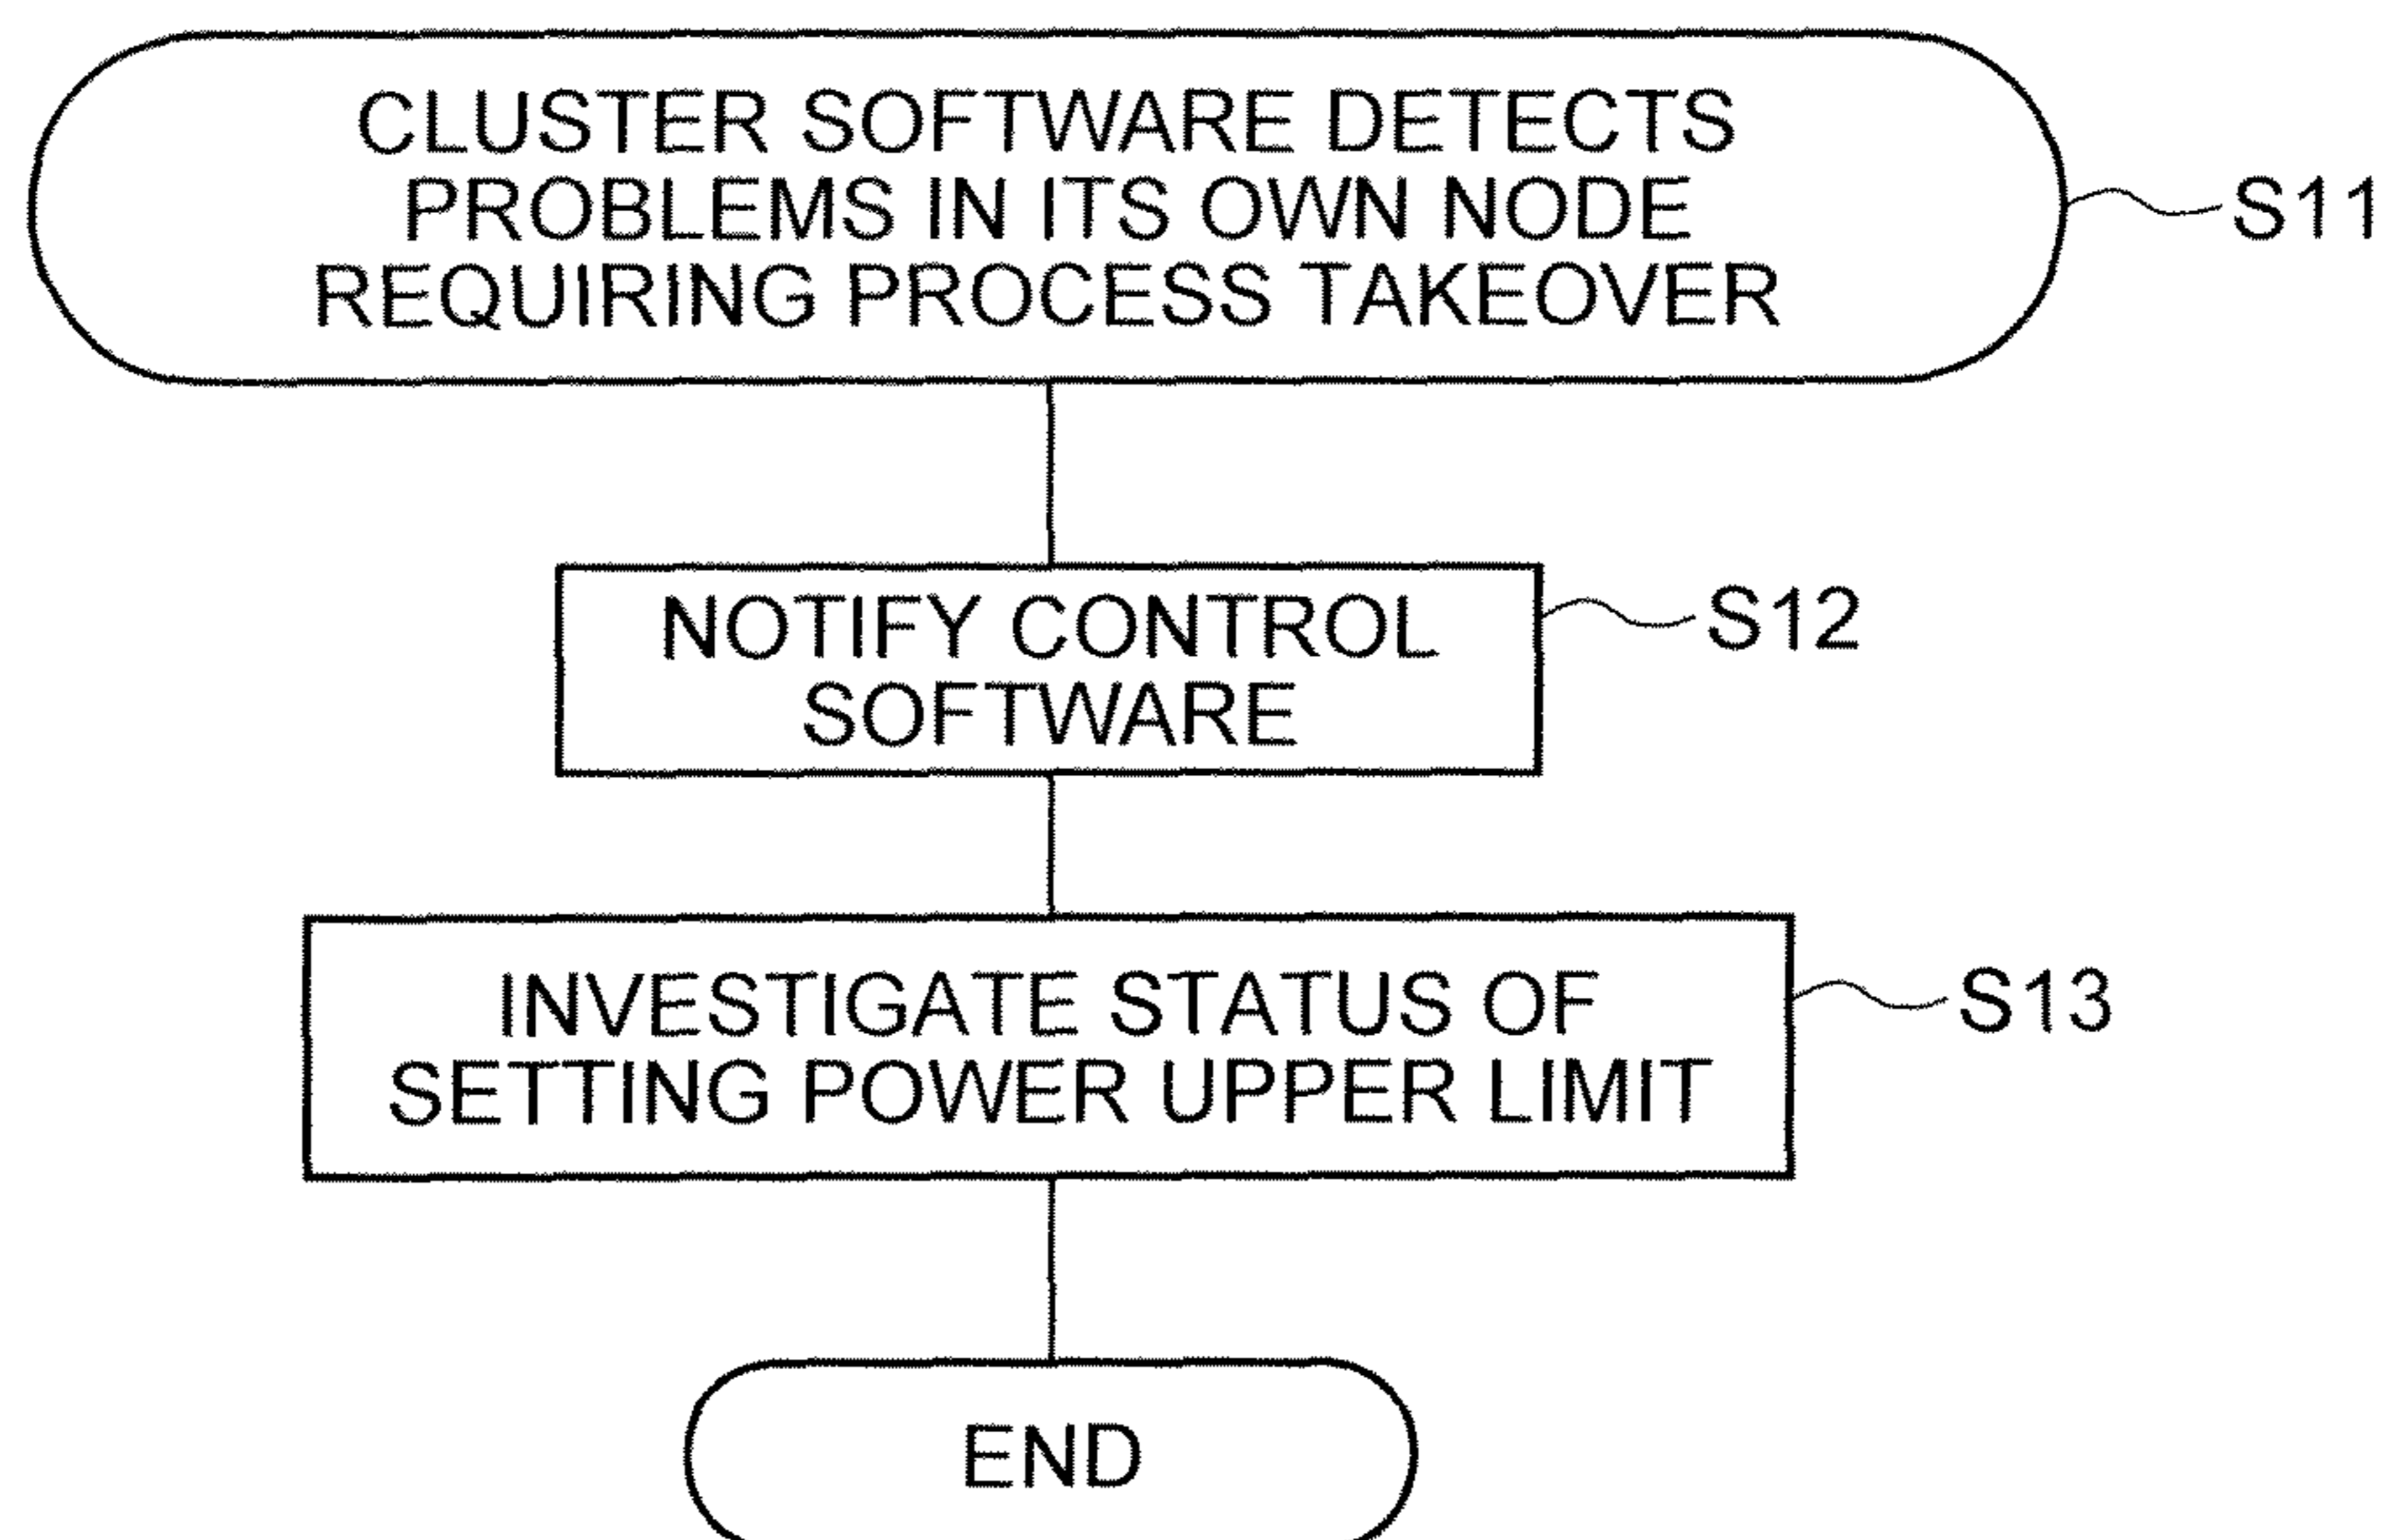 CLUSTER SOFTWARE DETECTS
PROBLEMS IN ITS OWN NODE
REQUIRING PROCESS TAKEOVER
S11
NOTIFY CONTROL
SOFTWARE
S12
INVESTIGATE STATUS OF
SETTING POWER UPPER LIMIT
S13
END